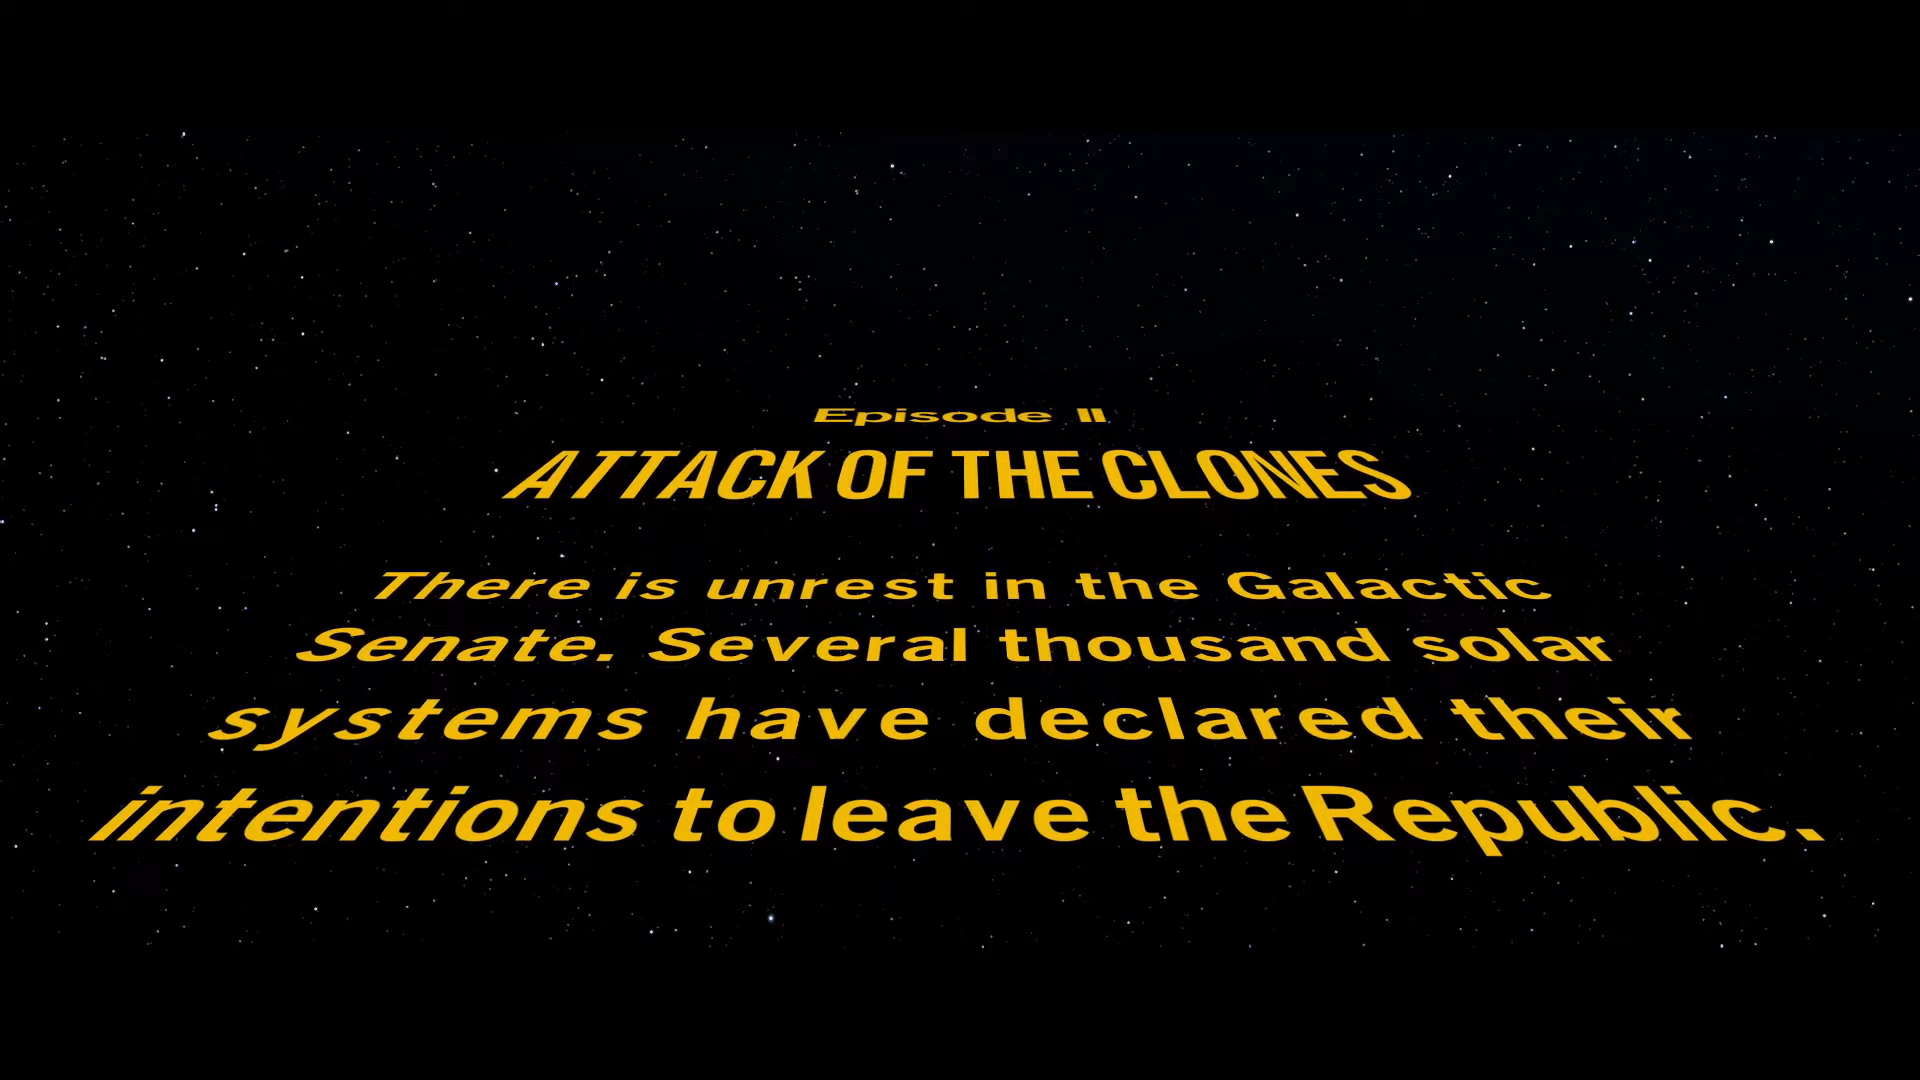 Episode II
ATTACK OF THE CLONES
There is unrest in the Galactic
Senate. Several thousand solar
systems have declared their
intentions to leave the Republic.